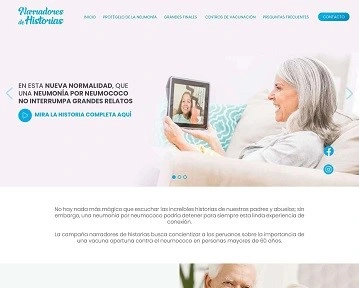 Narradores
de Historias
INICIO PROTÉGELO DE LA NEUMONÍA GRANDES RELATOS CENTROS DE VACUNACIÓN PREGUNTAS FRECUENTES CONTACTO
EN ESTA NUEVA NORMALIDAD, QUE
UNA NEUMONÍA POR NEUMOCOCO
NO INTERRUMPA GRANDES RELATOS
MIRA LA HISTORIA COMPLETA AQUÍ
No hay nada más mágico que escuchar las increíbles historias de nuestros padres y abuelos; sin
embargo, una neumonía por neumococo podría detener para siempre esta linda experiencia de
conexión.
La campaña narradores de historias busca concientizar a los peruanos sobre la importancia de
una vacuna oportuna contra el neumococo en personas mayores de 60 años.